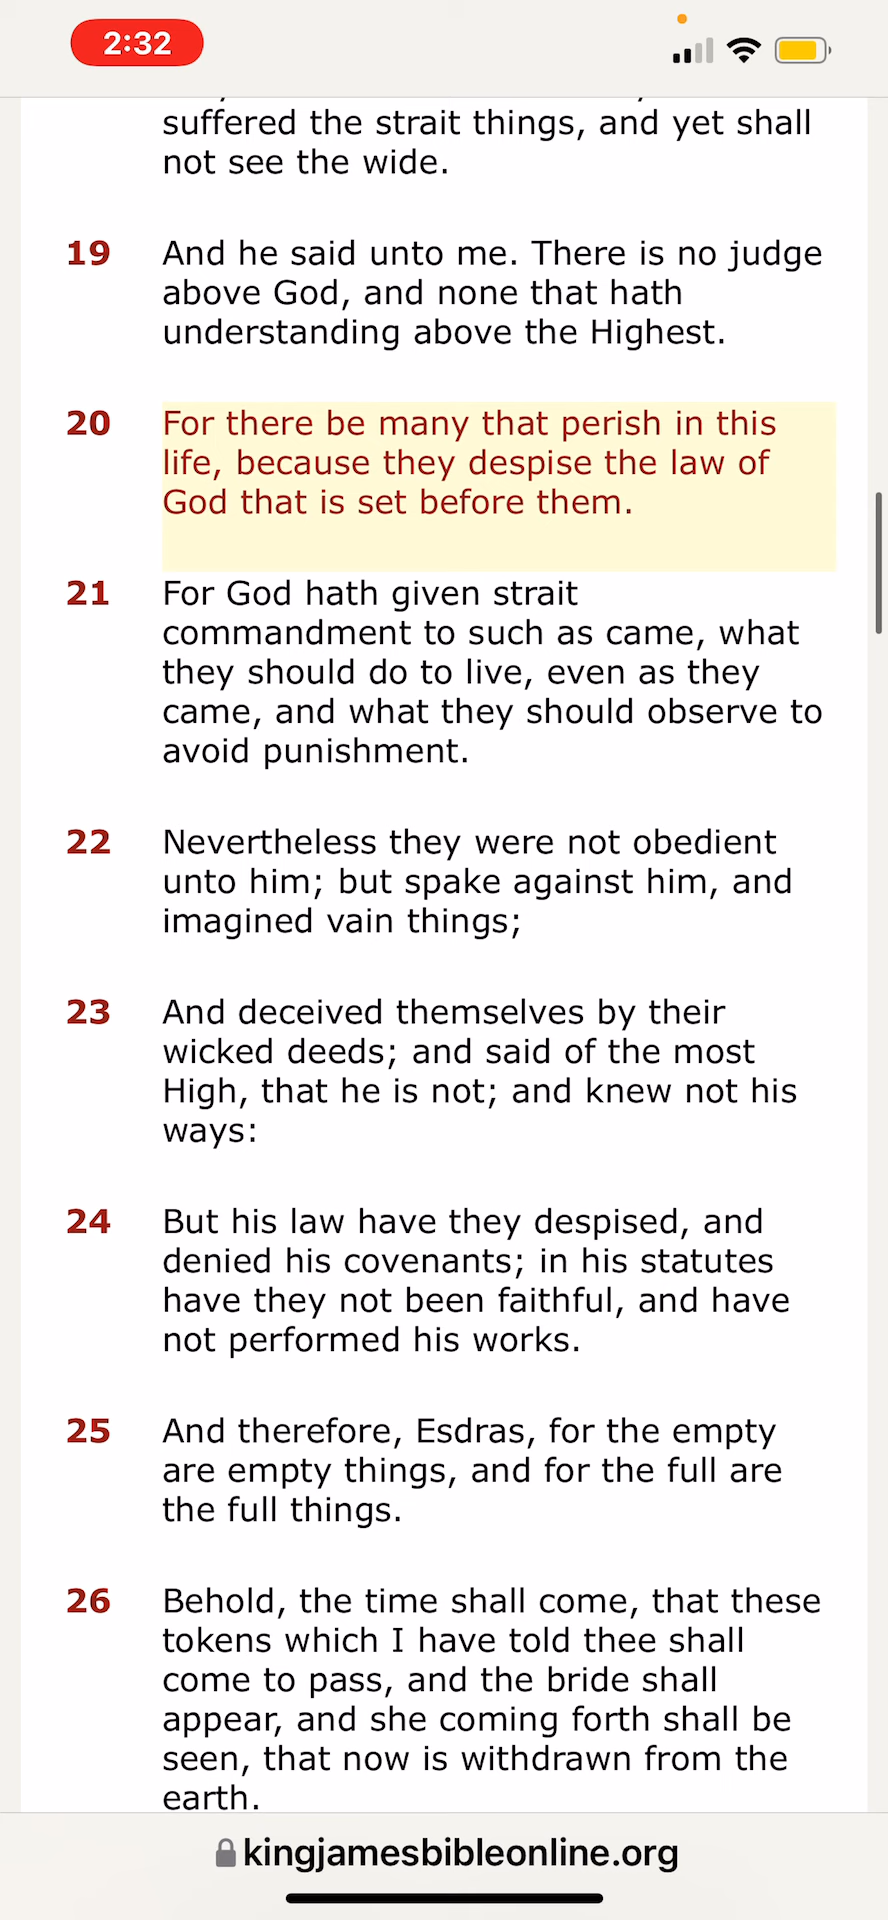 2:32
suffered the strait things, and yet shall
not see the wide.
19 And he said unto me. There is no judge
above God, and none that hath
understanding above the Highest.
20 For there be many that perish in this
life, because they despise the law of
God that is set before them.
21 For God hath given strait
commandment to such as came, what
they should do to live, even as they
came, and what they should observe to
avoid punishment.
22 Nevertheless they were not obedient
unto him; but spake against him, and
imagined vain things;
23 And deceived themselves by their
wicked deeds; and said of the most
High, that he is not; and knew not his
ways:
24 But his law have they despised, and
denied his covenants; in his statutes
have they not been faithful, and have
not performed his works.
25 And therefore, Esdras, for the empty
are empty things, and for the full are
the full things.
26 Behold, the time shall come, that these
tokens which I have told thee shall
come to pass, and the bride shall
appear, and she coming forth shall be
seen, that now is withdrawn from the
earth.
kingjamesbibleonline.org